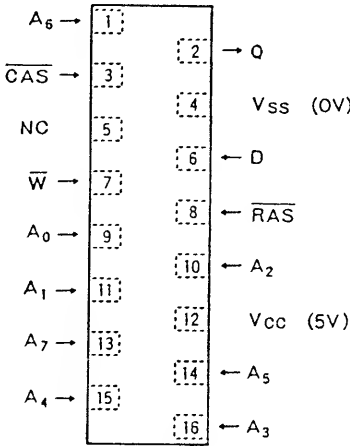 A6 → 1
2 → Q
CAS → 3
4 VSS (0V)
NC 5
6 ← D
W → 7
8 ← RAS
A0 → 9
10 ← A2
A1 → 11
12 VCC (5V)
A7 → 13
14 ← A5
A4 → 15
16 ← A3